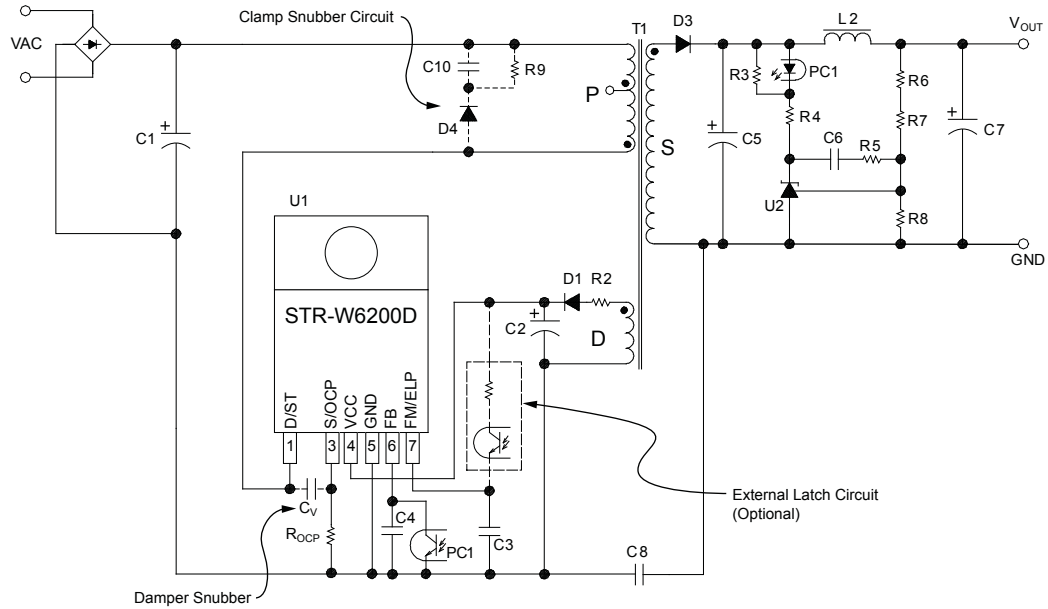 Clamp Snubber Circuit
T1
D3
L2
VOUT
VAC
C10
R9
P
R3
PC1
R6
D4
R4
R7
C1
C5
C6
R5
C7
S
U2
R8
U1
GND
D1
R2
STR-W6200D
C2
D
D/ST
S/OCP
VCC
GND
FB
FM/ELP
1
3
4
5
6
7
External Latch Circuit
(Optional)
CV
C4
ROCP
PC1
C3
C8
Damper Snubber
+
+
+
+